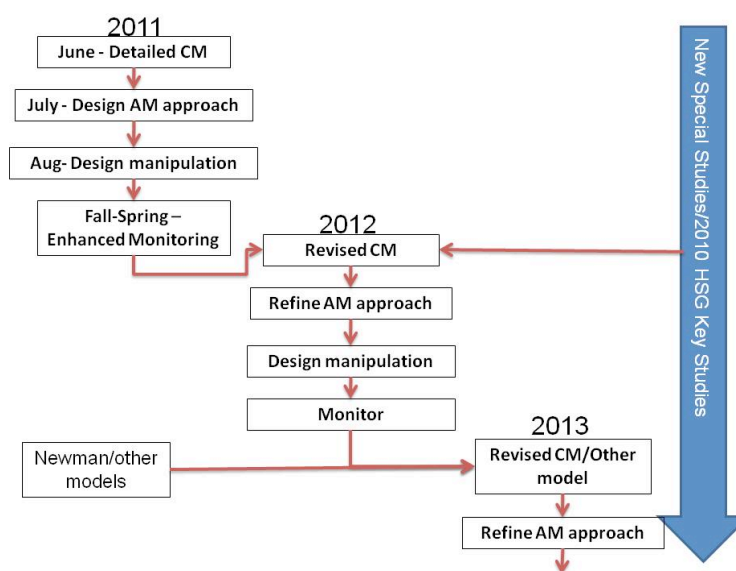 2011
June - Detailed CM
July - Design AM approach
Aug- Design manipulation
Fall-Spring –
Enhanced Monitoring
2012
Revised CM
Refine AM approach
Design manipulation
Monitor
Newman/other
models
2013
Revised CM/Other
model
Refine AM approach
New Special Studies/2010 HSG Key Studies